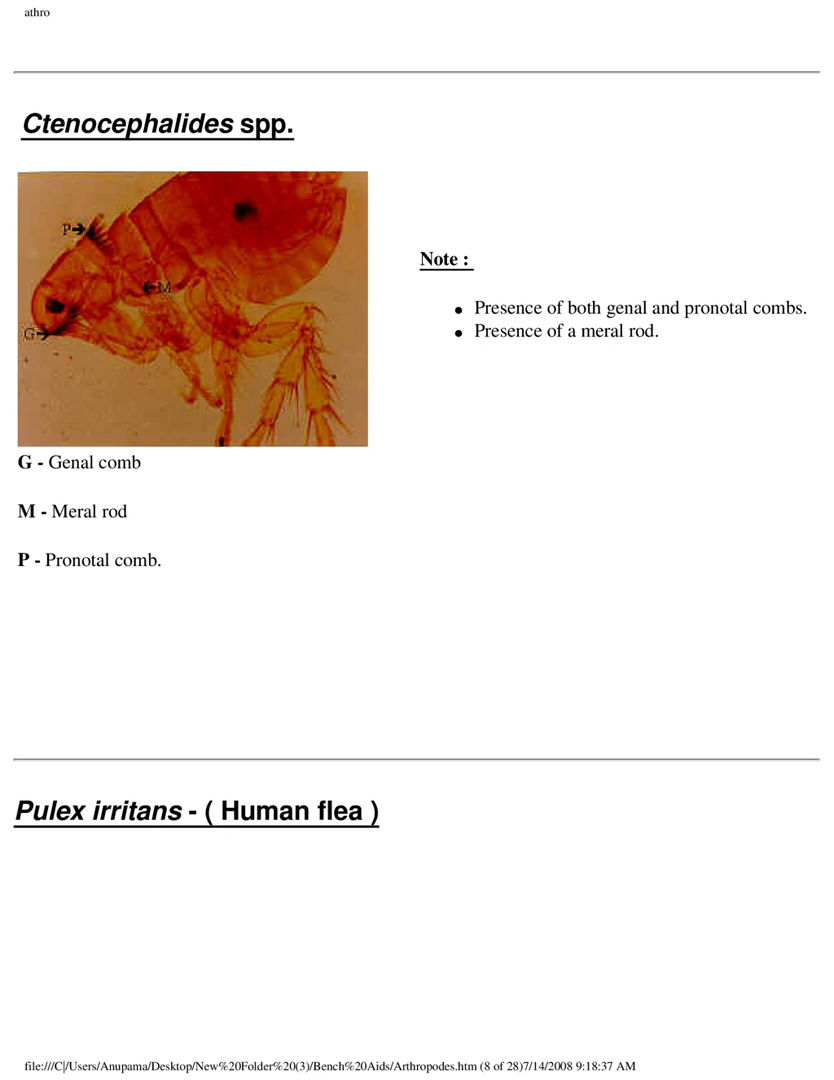 athro
Ctenocephalides spp.
P
M
G
Note :
● Presence of both genal and pronotal combs.
● Presence of a meral rod.
G - Genal comb
M - Meral rod
P - Pronotal comb.
Pulex irritans - ( Human flea )
file:///C|/Users/Anupama/Desktop/New%20Folder%20(3)/Bench%20Aids/Arthropodes.htm (8 of 28)7/14/2008 9:18:37 AM